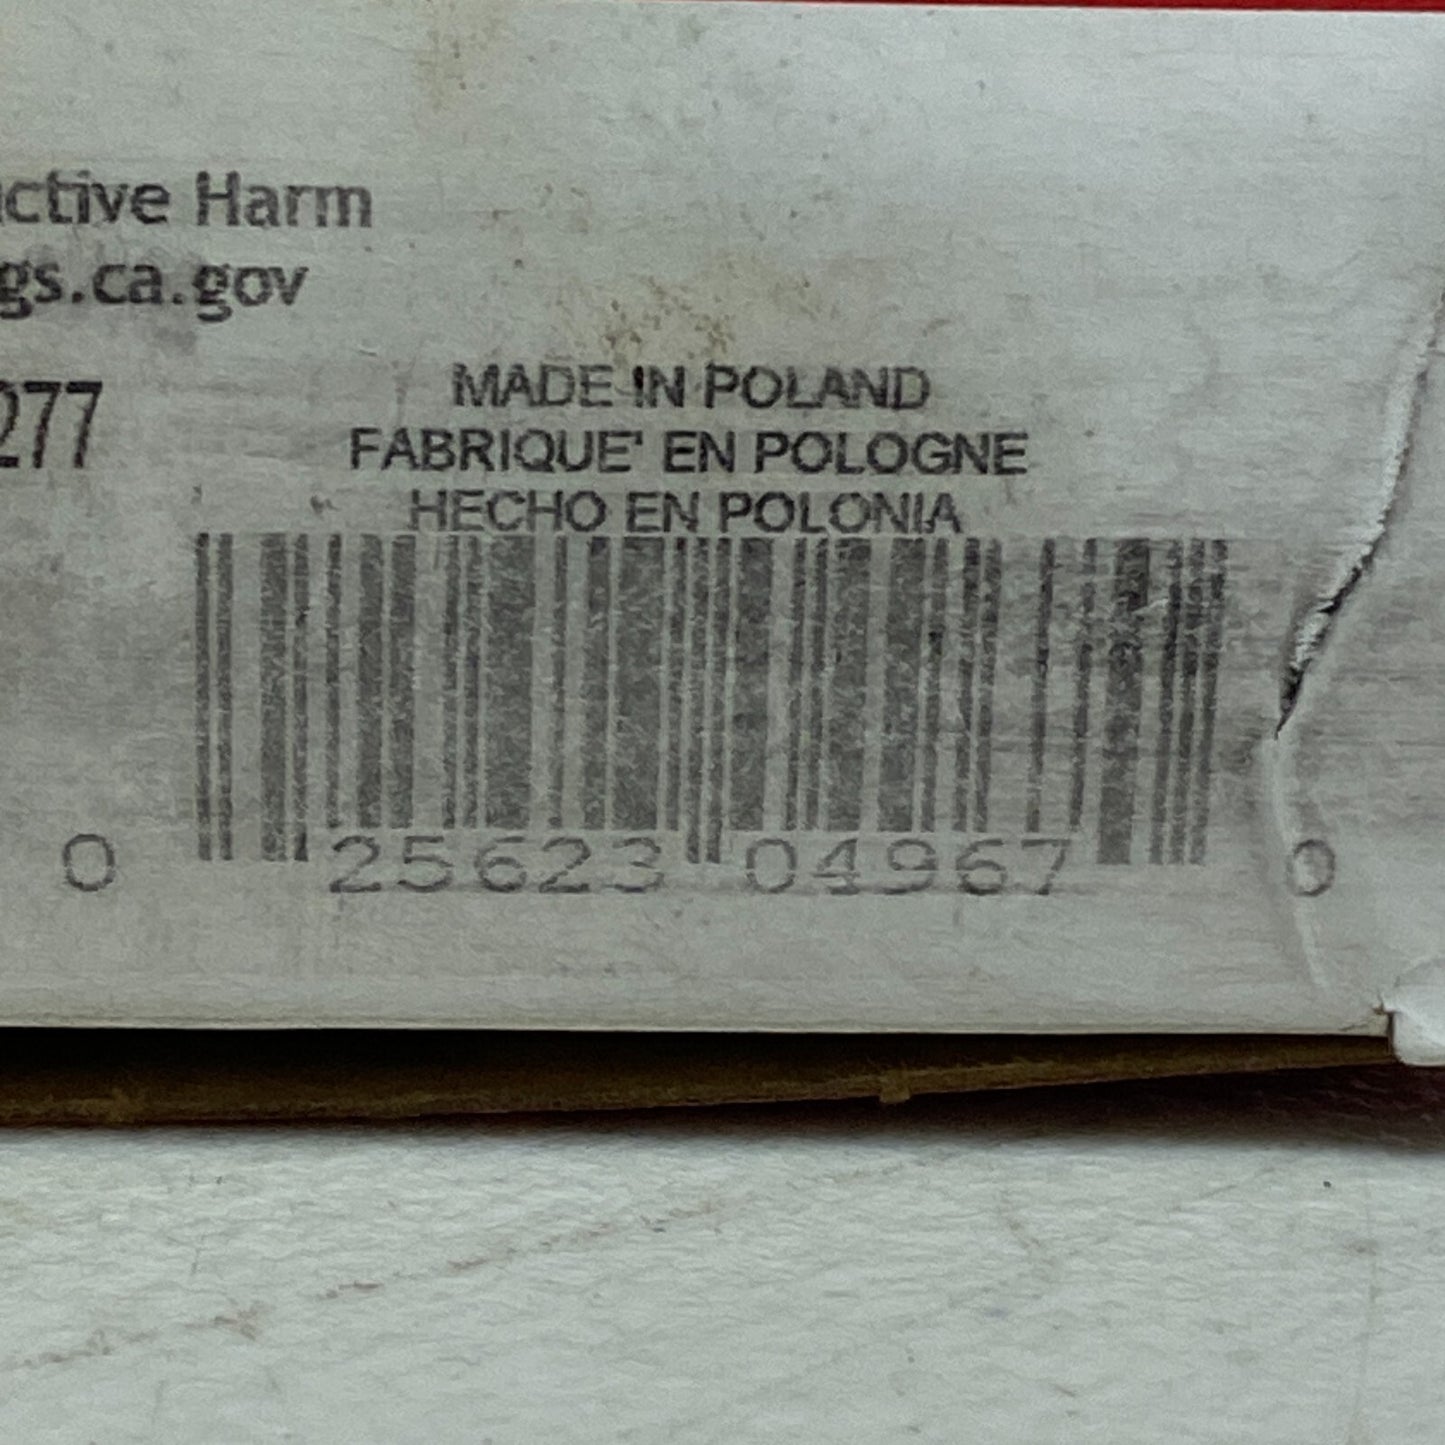 ctive Harm
gs.ca.gov
277
MADE IN POLAND
FABRIQUE' EN POLOGNE
HECHO EN POLONIA
0 25623 04967 0